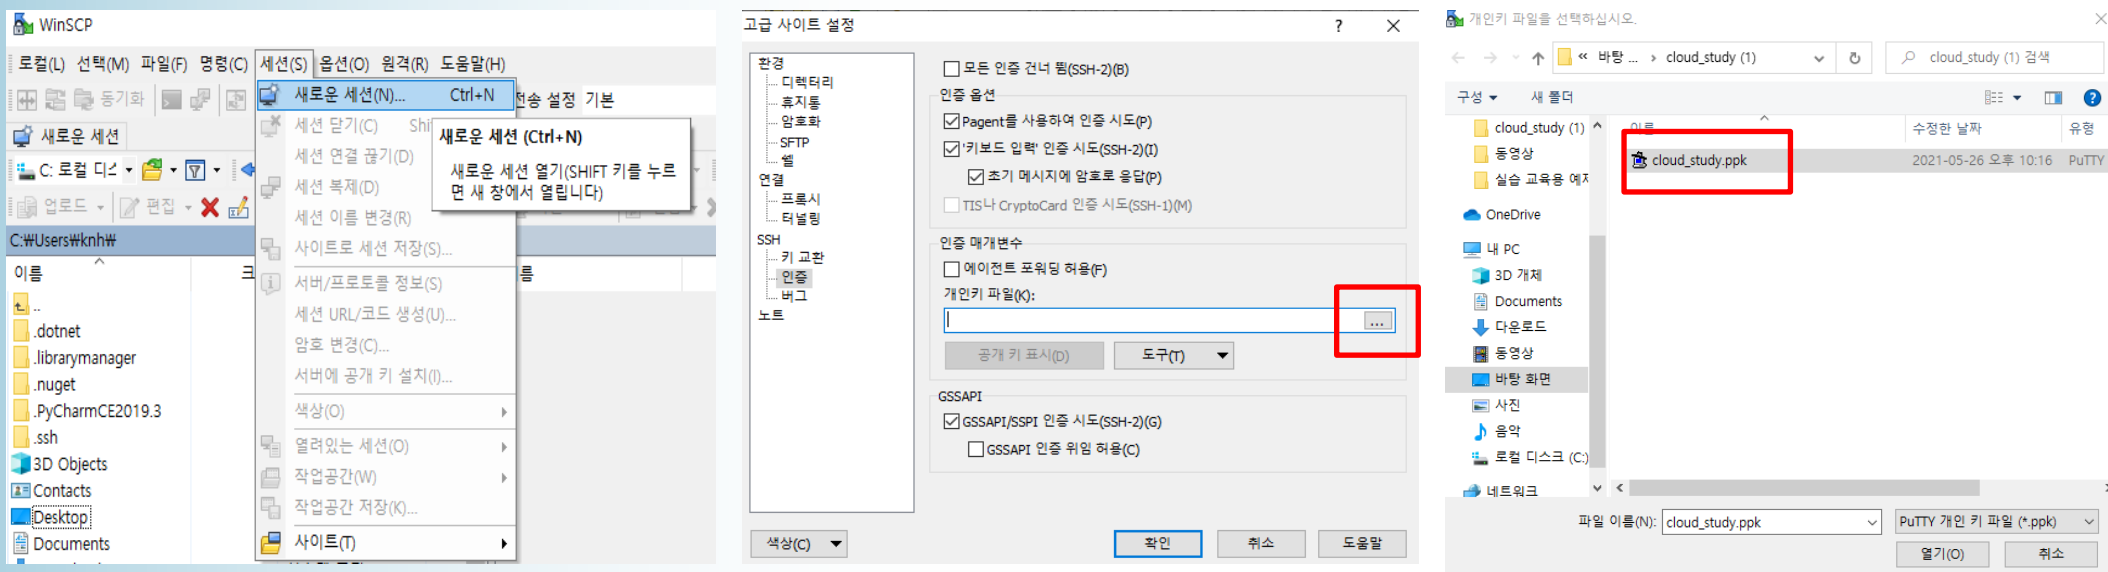 WinSCP
로컬(L) 선택(M) 파일(F) 명령(C) 세션(S) 옵션(O) 원격(R) 도움말(H)
동기화
전송 설정 기본
새로운 세션
C: 로컬 디스
업로드
편집
C:₩Users₩knh₩
이름
크
름
..
.dotnet
.librarymanager
.nuget
.PyCharmCE2019.3
.ssh
3D Objects
Contacts
Desktop
Documents
새로운 세션(N)... Ctrl+N
세션 닫기(C)
세션 연결 끊기(D)
세션 복제(D)
세션 이름 변경(R)
사이트로 세션 저장(S)...
서버/프로토콜 정보(S)
세션 URL/코드 생성(U)...
암호 변경(C)...
서버에 공개 키 설치(I)...
색상(O)
열려있는 세션(O)
작업공간(W)
작업공간 저장(K)...
사이트(T)
새로운 세션 (Ctrl+N)
새로운 세션 열기(SHIFT 키를 누르
면 새 창에서 열립니다)
고급 사이트 설정
?
환경
디렉터리
휴지통
암호화
SFTP
쉘
연결
프록시
터널링
SSH
키 교환
인증
버그
노트
모든 인증 건너 뜀(SSH-2)(B)
인증 옵션
Pagent를 사용하여 인증 시도(P)
'키보드 입력' 인증 시도(SSH-2)(I)
초기 메시지에 암호로 응답(P)
TIS나 CryptoCard 인증 시도(SSH-1)(M)
인증 매개변수
에이전트 포워딩 허용(F)
개인키 파일(K):
...
공개 키 표시(D)
도구(T)
GSSAPI
GSSAPI/SSPI 인증 시도(SSH-2)(G)
GSSAPI 인증 위임 허용(C)
색상(C)
확인
취소
도움말
개인키 파일을 선택하십시오.
« 바탕 ... › cloud_study (1)
cloud_study (1) 검색
구성
새 폴더
?
이름
수정한 날짜
유형
cloud_study.ppk
2021-05-26 오후 10:16
PuTTY
cloud_study (1)
동영상
실습 교육용 예제
OneDrive
내 PC
3D 개체
Documents
다운로드
동영상
바탕 화면
사진
음악
로컬 디스크 (C:)
네트워크
파일 이름(N): cloud_study.ppk
PuTTY 개인 키 파일 (*.ppk)
열기(O)
취소